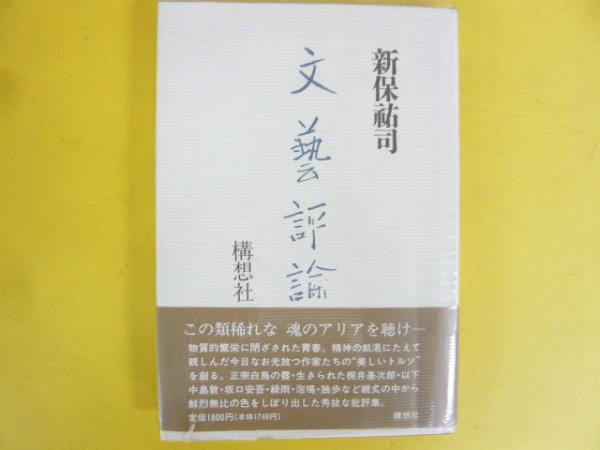 新保祐司
文藝評論
構想社
この類稀れな 魂のアリアを聴け―
物質的繁栄に閉ざされた青春。精神の飢渇にたえて
親しんだ今日なお光放つ作家たちの“美しいトルソ”
を創る。正宗白鳥の雲・生きられた梶井基次郎・以下
中島敦・坂口安吾・緑雨・泡鳴・独歩など親炙の中から
鮮烈無比の色をしぼり出した秀抜な批評集。
定価1800円(本体1748円)
構想社